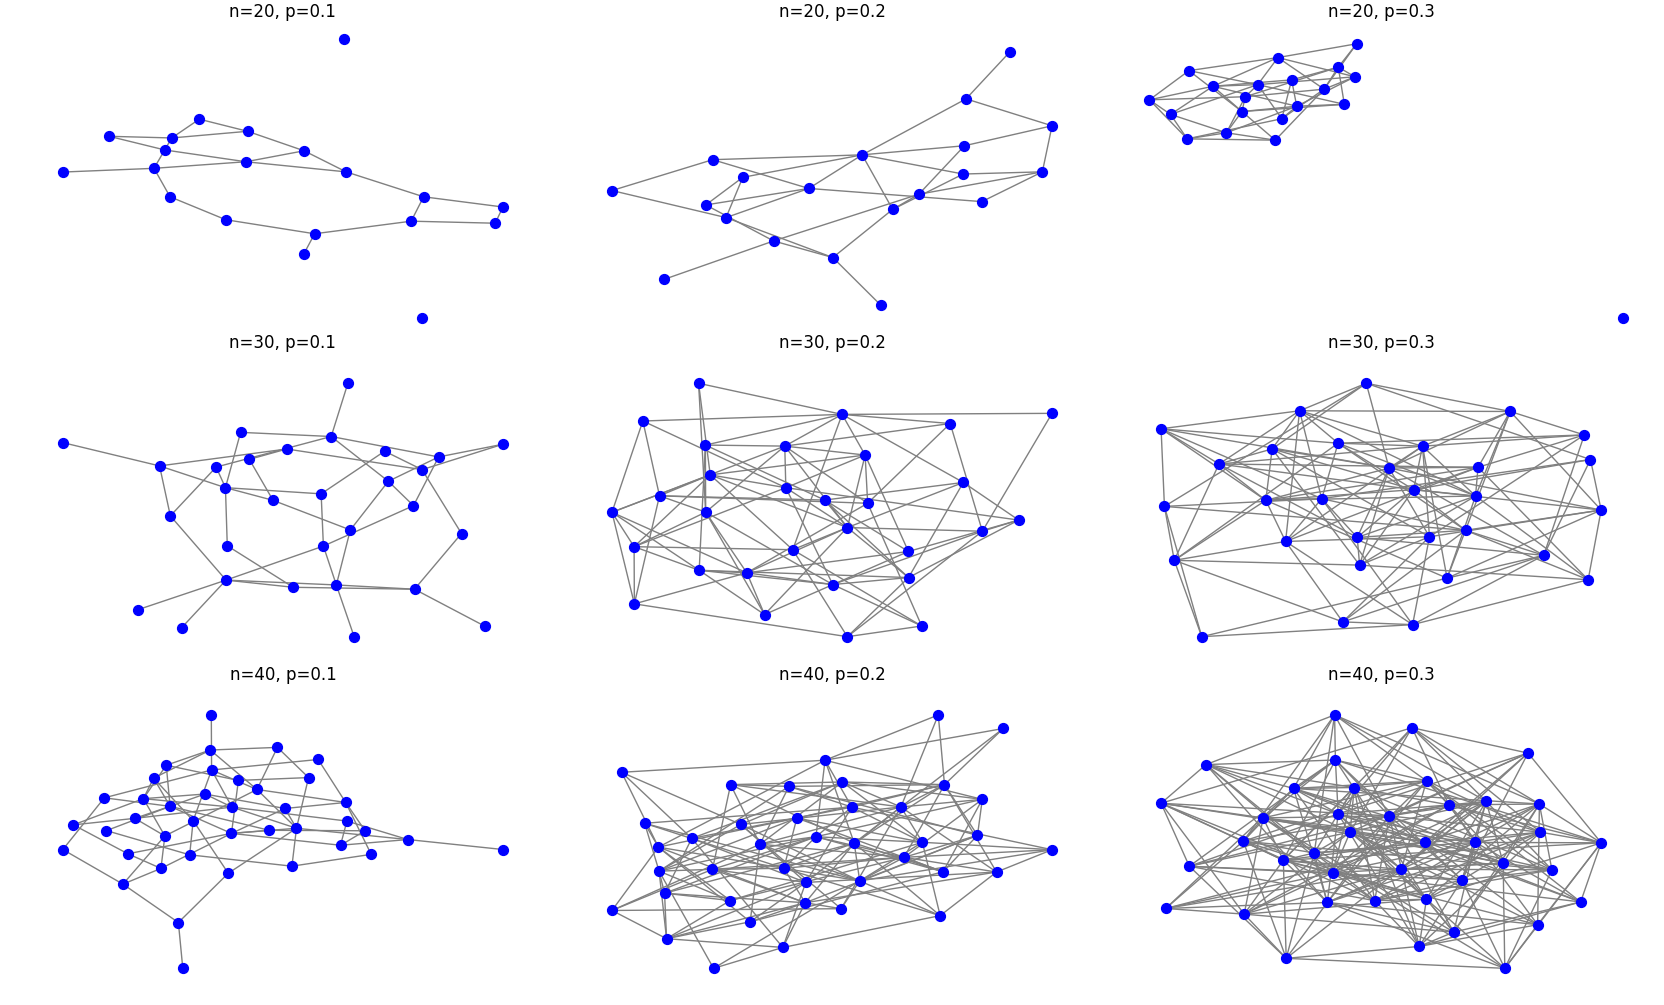 n=20, p=0.1
n=20, p=0.2
n=20, p=0.3
n=30, p=0.1
n=30, p=0.2
n=30, p=0.3
n=40, p=0.1
n=40, p=0.2
n=40, p=0.3